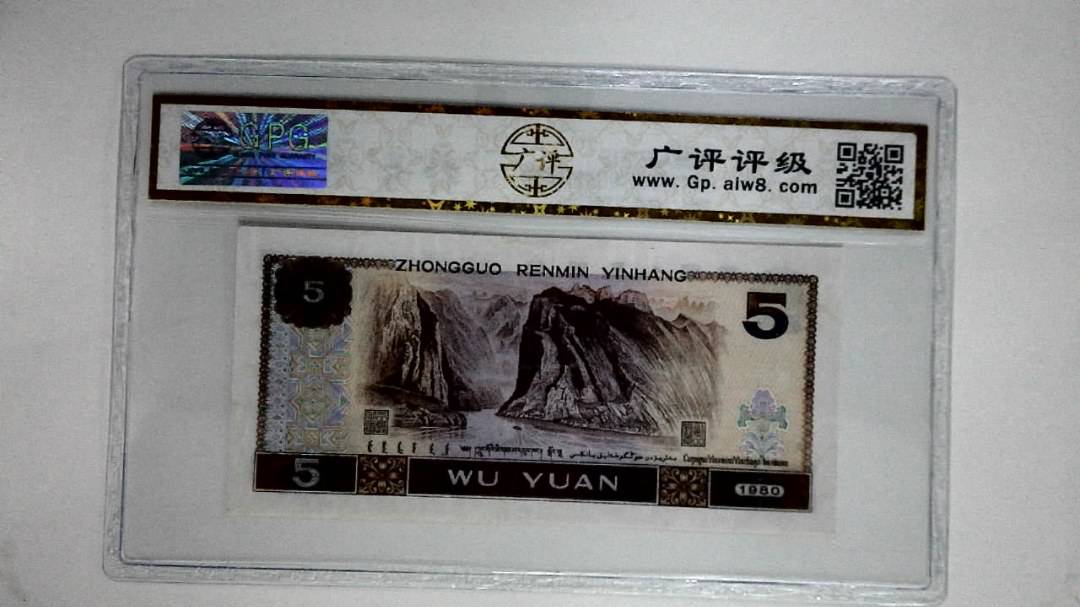 GPG
广评
广评评级
www. Gp. alw8. com
ZHONGGUO RENMIN YINHANG
5
5
5
WU YUAN
1980